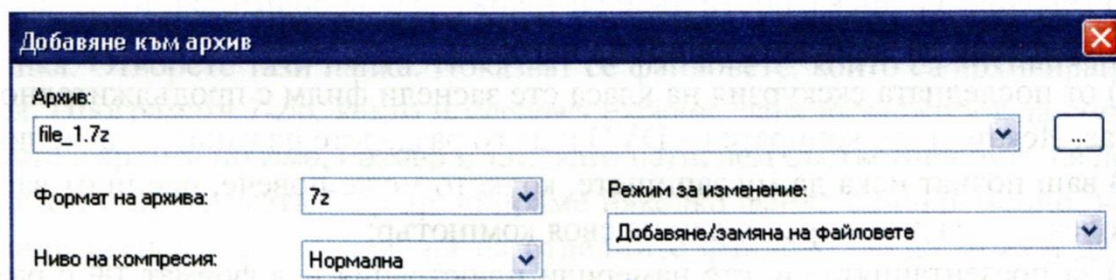 Добавяне към архив
Архив:
file_1.7z
...
Формат на архива:
7z
Режим за изменение:
Добавяне/замяна на файловете
Ниво на компресия:
Нормална